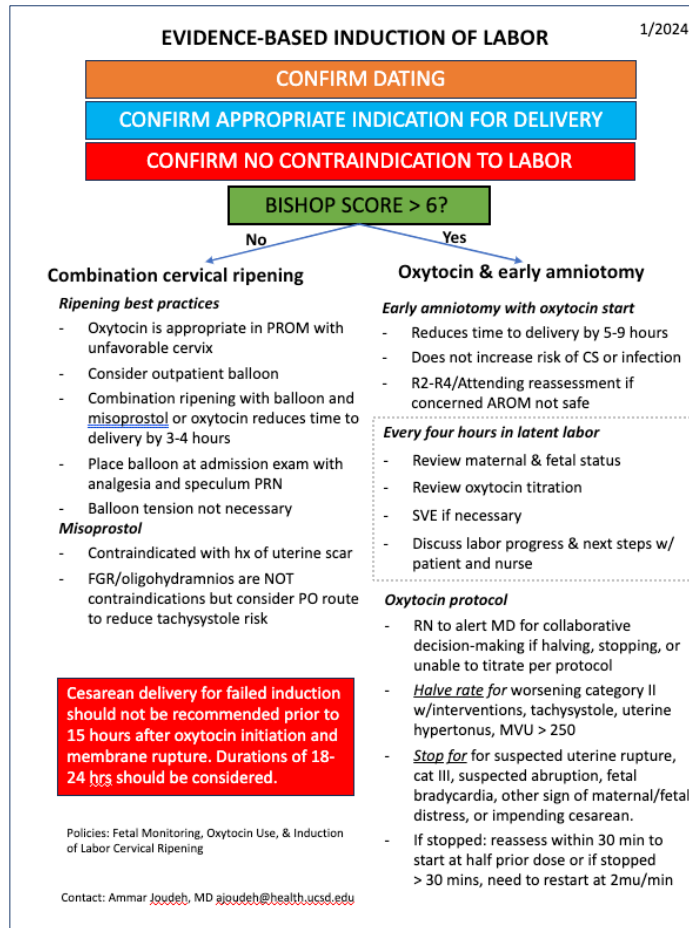 1/2024
EVIDENCE-BASED INDUCTION OF LABOR
CONFIRM DATING
CONFIRM APPROPRIATE INDICATION FOR DELIVERY
CONFIRM NO CONTRAINDICATION TO LABOR
BISHOP SCORE > 6?
No
Yes
Combination cervical ripening
Ripening best practices
- Oxytocin is appropriate in PROM with
unfavorable cervix
- Consider outpatient balloon
- Combination ripening with balloon and
misoprostol or oxytocin reduces time to
delivery by 3-4 hours
- Place balloon at admission exam with
analgesia and speculum PRN
- Balloon tension not necessary
Misoprostol
- Contraindicated with hx of uterine scar
- FGR/oligohydramnios are NOT
contraindications but consider PO route
to reduce tachysystole risk
Cesarean delivery for failed induction
should not be recommended prior to
15 hours after oxytocin initiation and
membrane rupture. Durations of 18-
24 hrs should be considered.
Policies: Fetal Monitoring, Oxytocin Use, & Induction
of Labor Cervical Ripening
Contact: Ammar Joudeh, MD ajoudeh@health.ucsd.edu
Oxytocin & early amniotomy
Early amniotomy with oxytocin start
- Reduces time to delivery by 5-9 hours
- Does not increase risk of CS or infection
- R2-R4/Attending reassessment if
concerned AROM not safe
Every four hours in latent labor
- Review maternal & fetal status
- Review oxytocin titration
- SVE if necessary
- Discuss labor progress & next steps w/
patient and nurse
Oxytocin protocol
- RN to alert MD for collaborative
decision-making if halving, stopping, or
unable to titrate per protocol
- Halve rate for worsening category II
w/interventions, tachysystole, uterine
hypertonus, MVU > 250
- Stop for for suspected uterine rupture,
cat III, suspected abruption, fetal
bradycardia, other sign of maternal/fetal
distress, or impending cesarean.
- If stopped: reassess within 30 min to
start at half prior dose or if stopped
> 30 mins, need to restart at 2mu/min